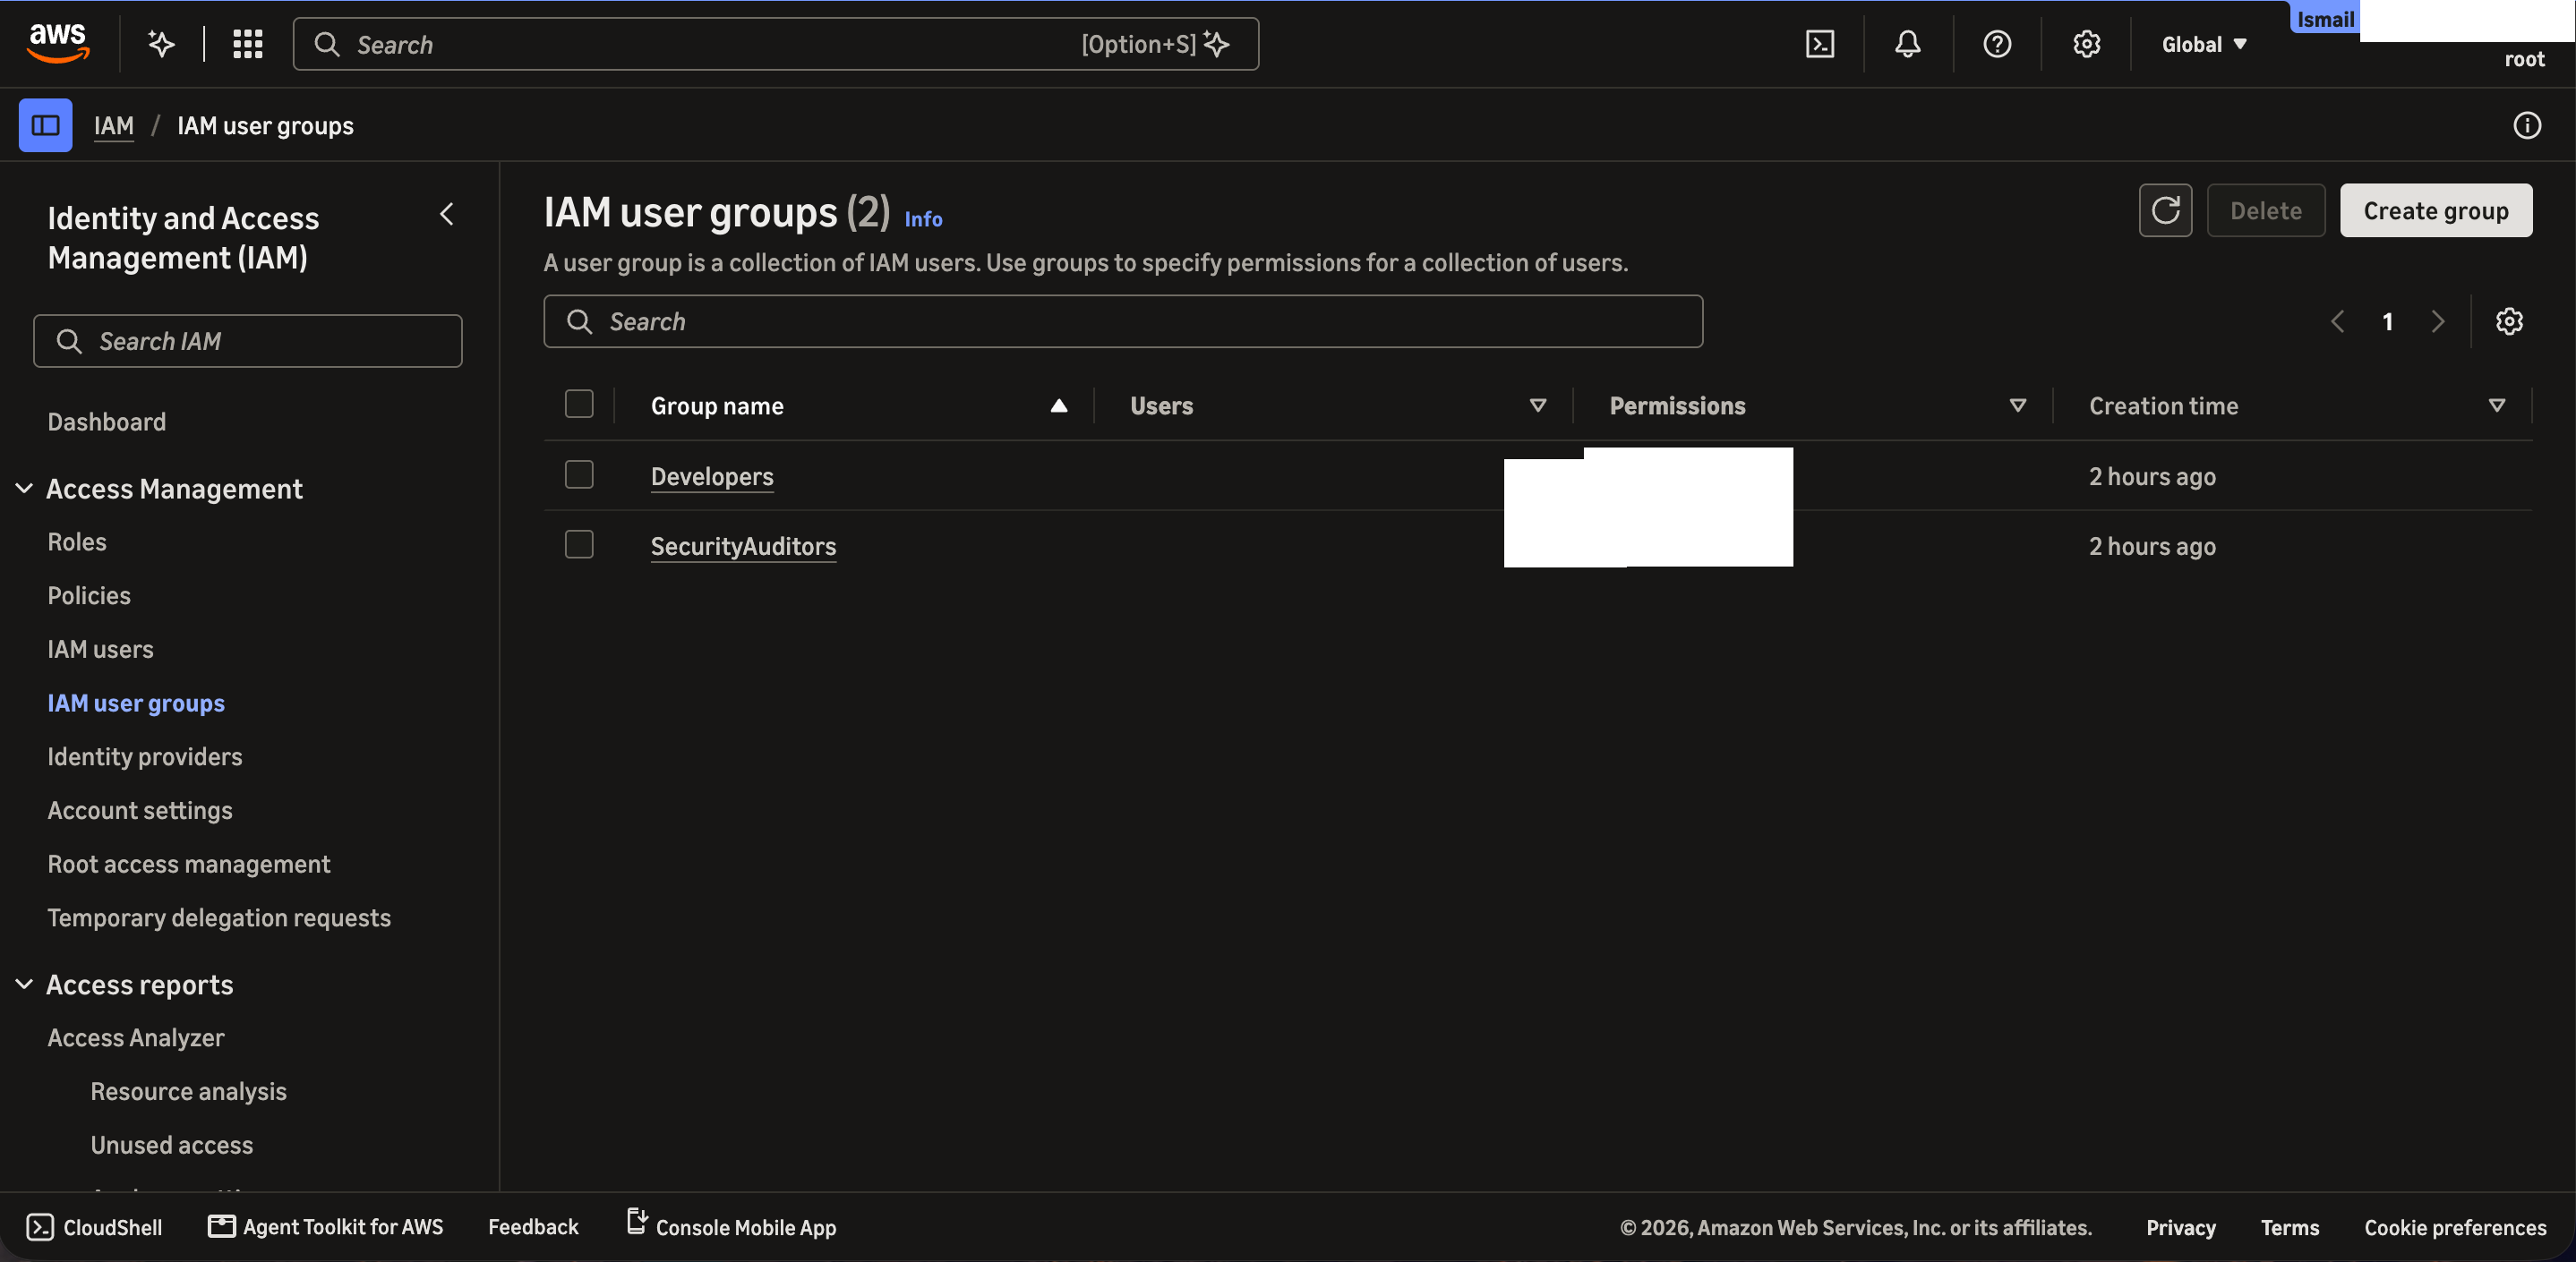 aws
Search [Option+S]
Global
Ismail
root
IAM / IAM user groups
Identity and Access
Management (IAM)
Search IAM
Dashboard
Access Management
Roles
Policies
IAM users
IAM user groups
Identity providers
Account settings
Root access management
Temporary delegation requests
Access reports
Access Analyzer
Resource analysis
Unused access
IAM user groups (2) Info
Delete
Create group
A user group is a collection of IAM users. Use groups to specify permissions for a collection of users.
Search
1
Group name Users Permissions Creation time
Developers 2 hours ago
SecurityAuditors 2 hours ago
CloudShell Agent Toolkit for AWS Feedback Console Mobile App © 2026, Amazon Web Services, Inc. or its affiliates. Privacy Terms Cookie preferences